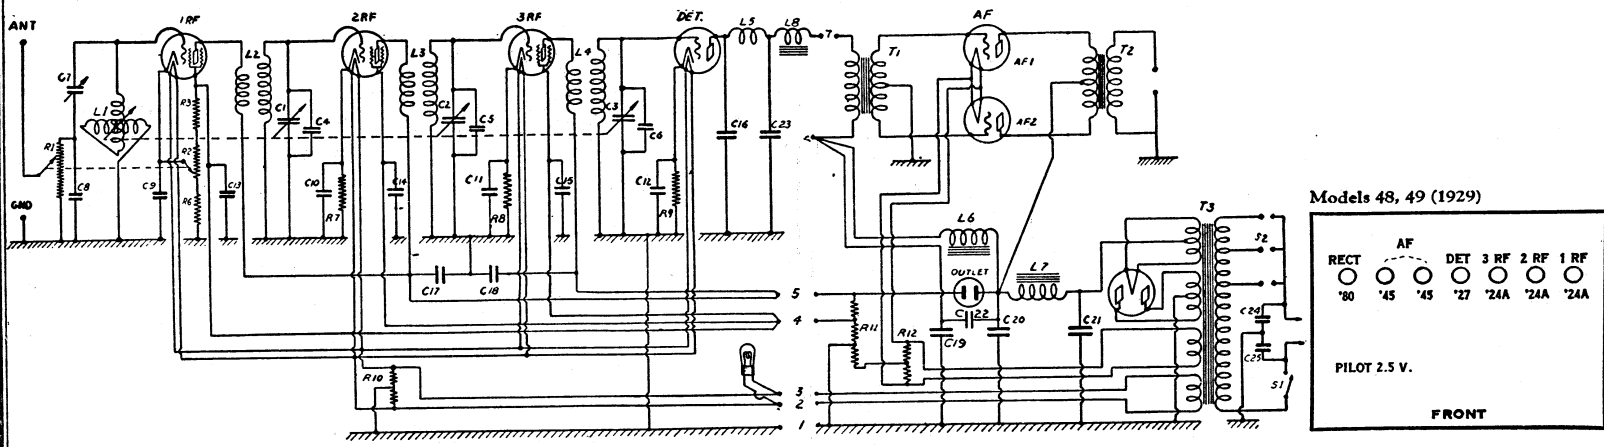 ANT
1RF
2RF
3RF
DET.
L5
L8
AF
C7
L1
L2
L3
L4
7
T1
AF1
T2
R3
C1
C4
C2
C5
C3
C6
C16
C23
AF2
R1
R2
C8
C9
R6
C13
C10
R7
C14
C11
R8
C15
C12
R9
GND
L6
T3
S2
OUTLET
L7
C17
C18
5
4
R11
R12
C19
C22
C20
C21
C24
C25
S1
R10
3
2
1
Models 48, 49 (1929)
AF
RECT DET 3 RF 2 RF 1 RF
'80 '45 '45 '27 '24A '24A '24A
PILOT 2.5 V.
FRONT